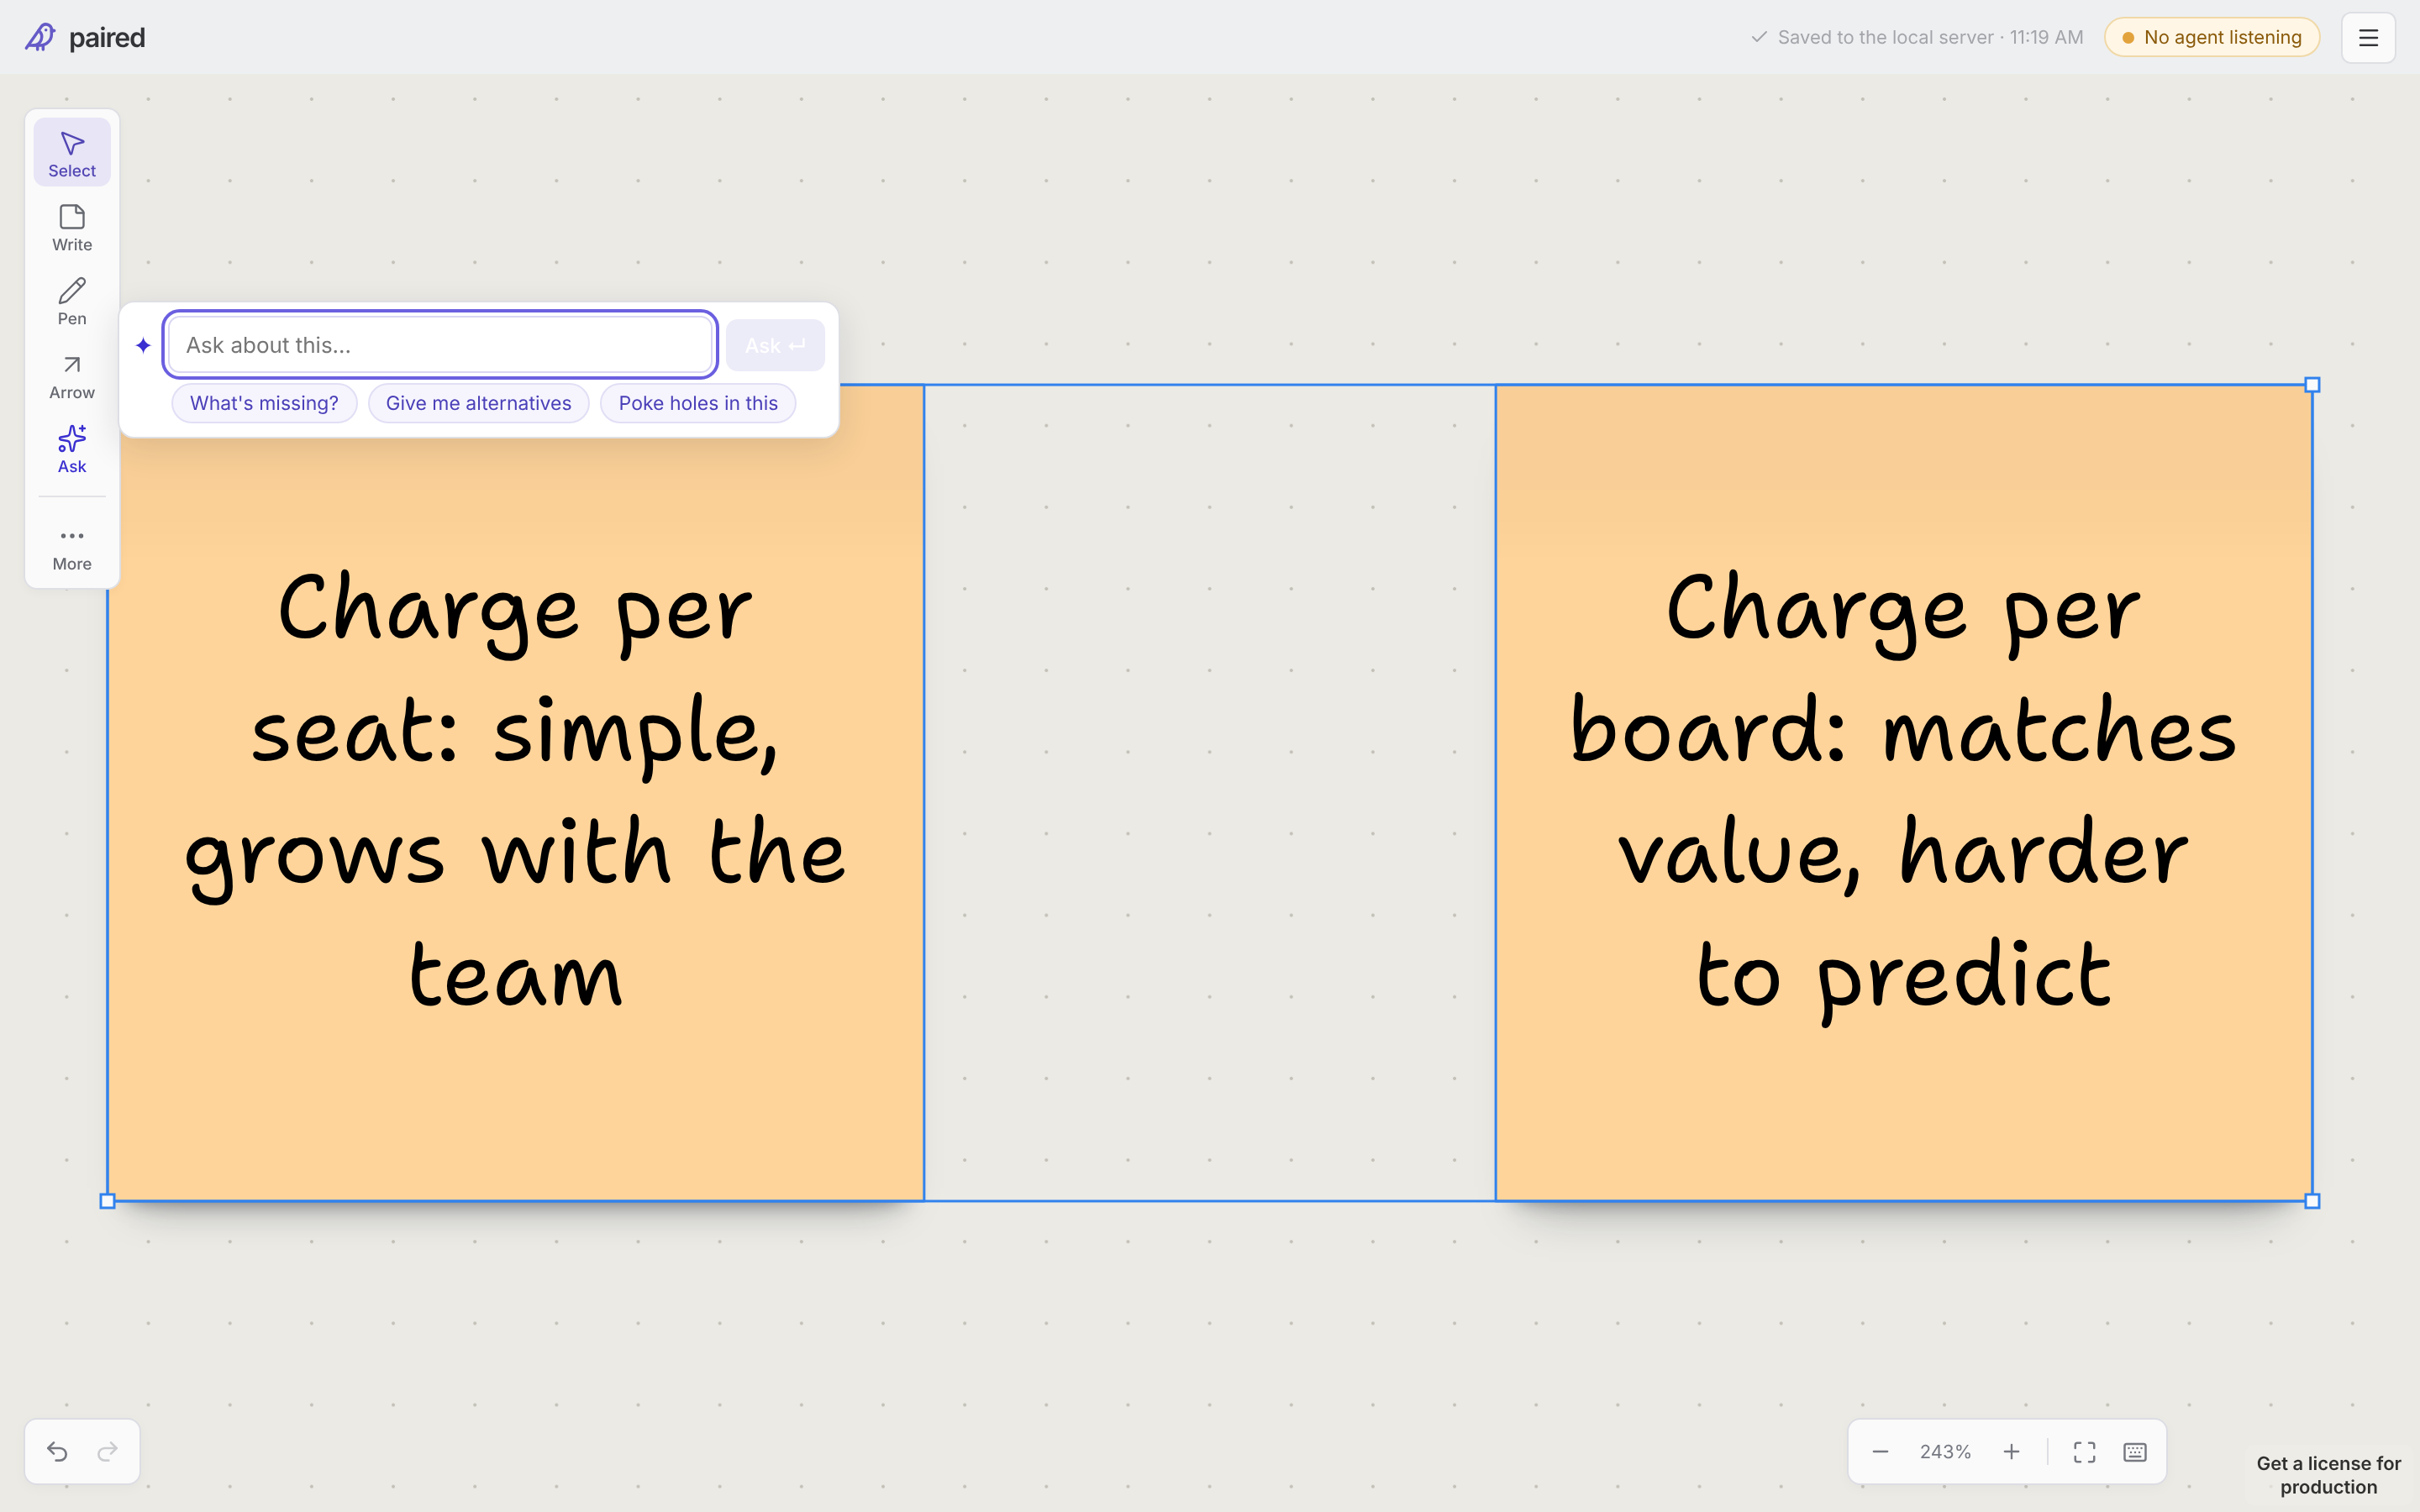 paired
Saved to the local server · 11:19 AM
No agent listening
Select
Write
Pen
Arrow
Ask
More
Ask about this...
Ask ↵
What's missing?
Give me alternatives
Poke holes in this
Charge per
seat: simple,
grows with the
team
Charge per
board: matches
value, harder
to predict
243%
Get a license for
production